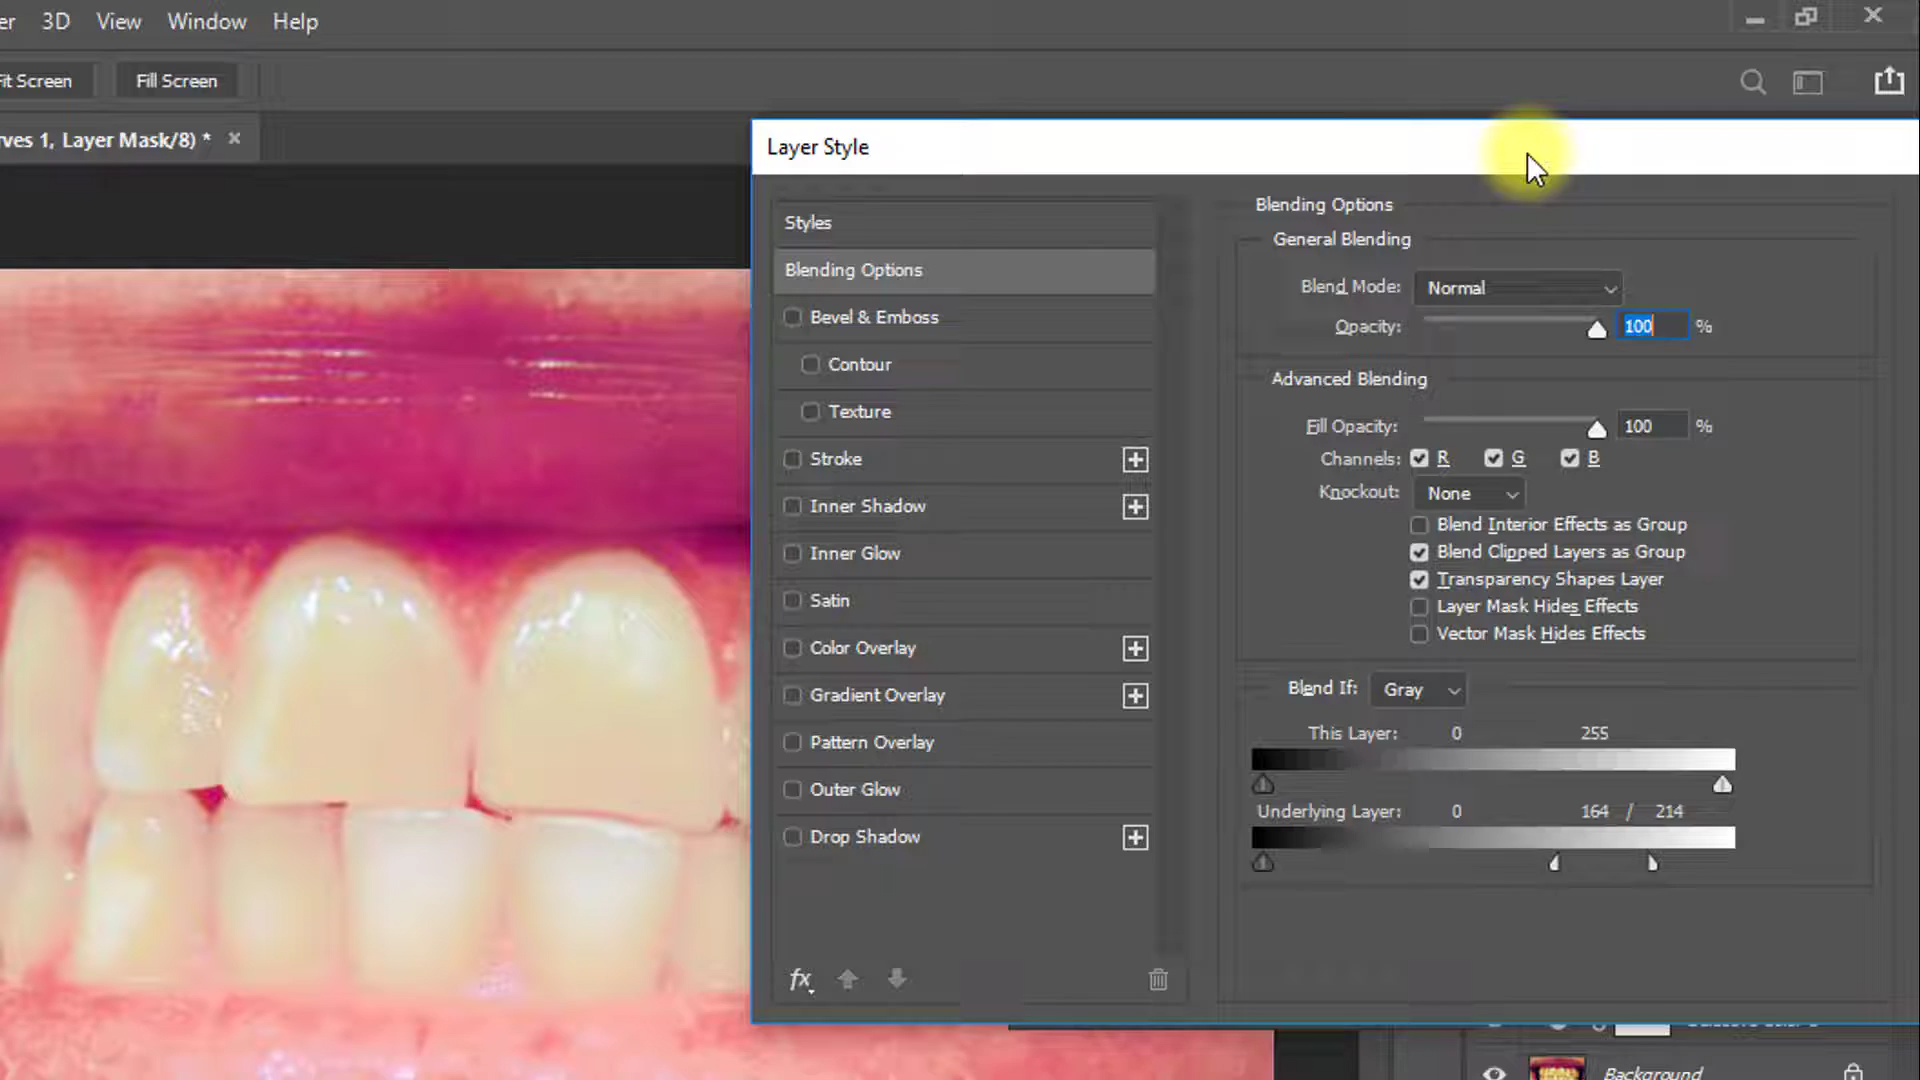 er 3D View Window Help
Fit Screen Fill Screen
rves 1, Layer Mask/8) * ×
Layer Style
Styles
Blending Options
Bevel & Emboss
Contour
Texture
Stroke
Inner Shadow
Inner Glow
Satin
Color Overlay
Gradient Overlay
Pattern Overlay
Outer Glow
Drop Shadow
fx
Blending Options
General Blending
Blend Mode: Normal
Opacity: 100 %
Advanced Blending
Fill Opacity: 100 %
Channels: R G B
Knockout: None
Blend Interior Effects as Group
Blend Clipped Layers as Group
Transparency Shapes Layer
Layer Mask Hides Effects
Vector Mask Hides Effects
Blend If: Gray
This Layer: 0 255
Underlying Layer: 0 164 / 214
Background